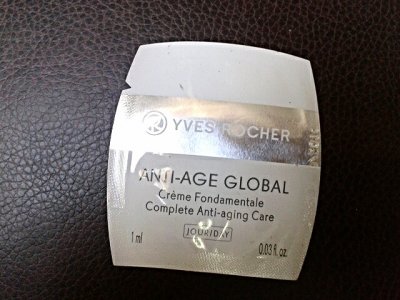 YVES ROCHER
ANTI-AGE GLOBAL
Crème Fondamentale
Complete Anti-aging Care
JOUR|DAY
1 ml 0.03 fl. oz.